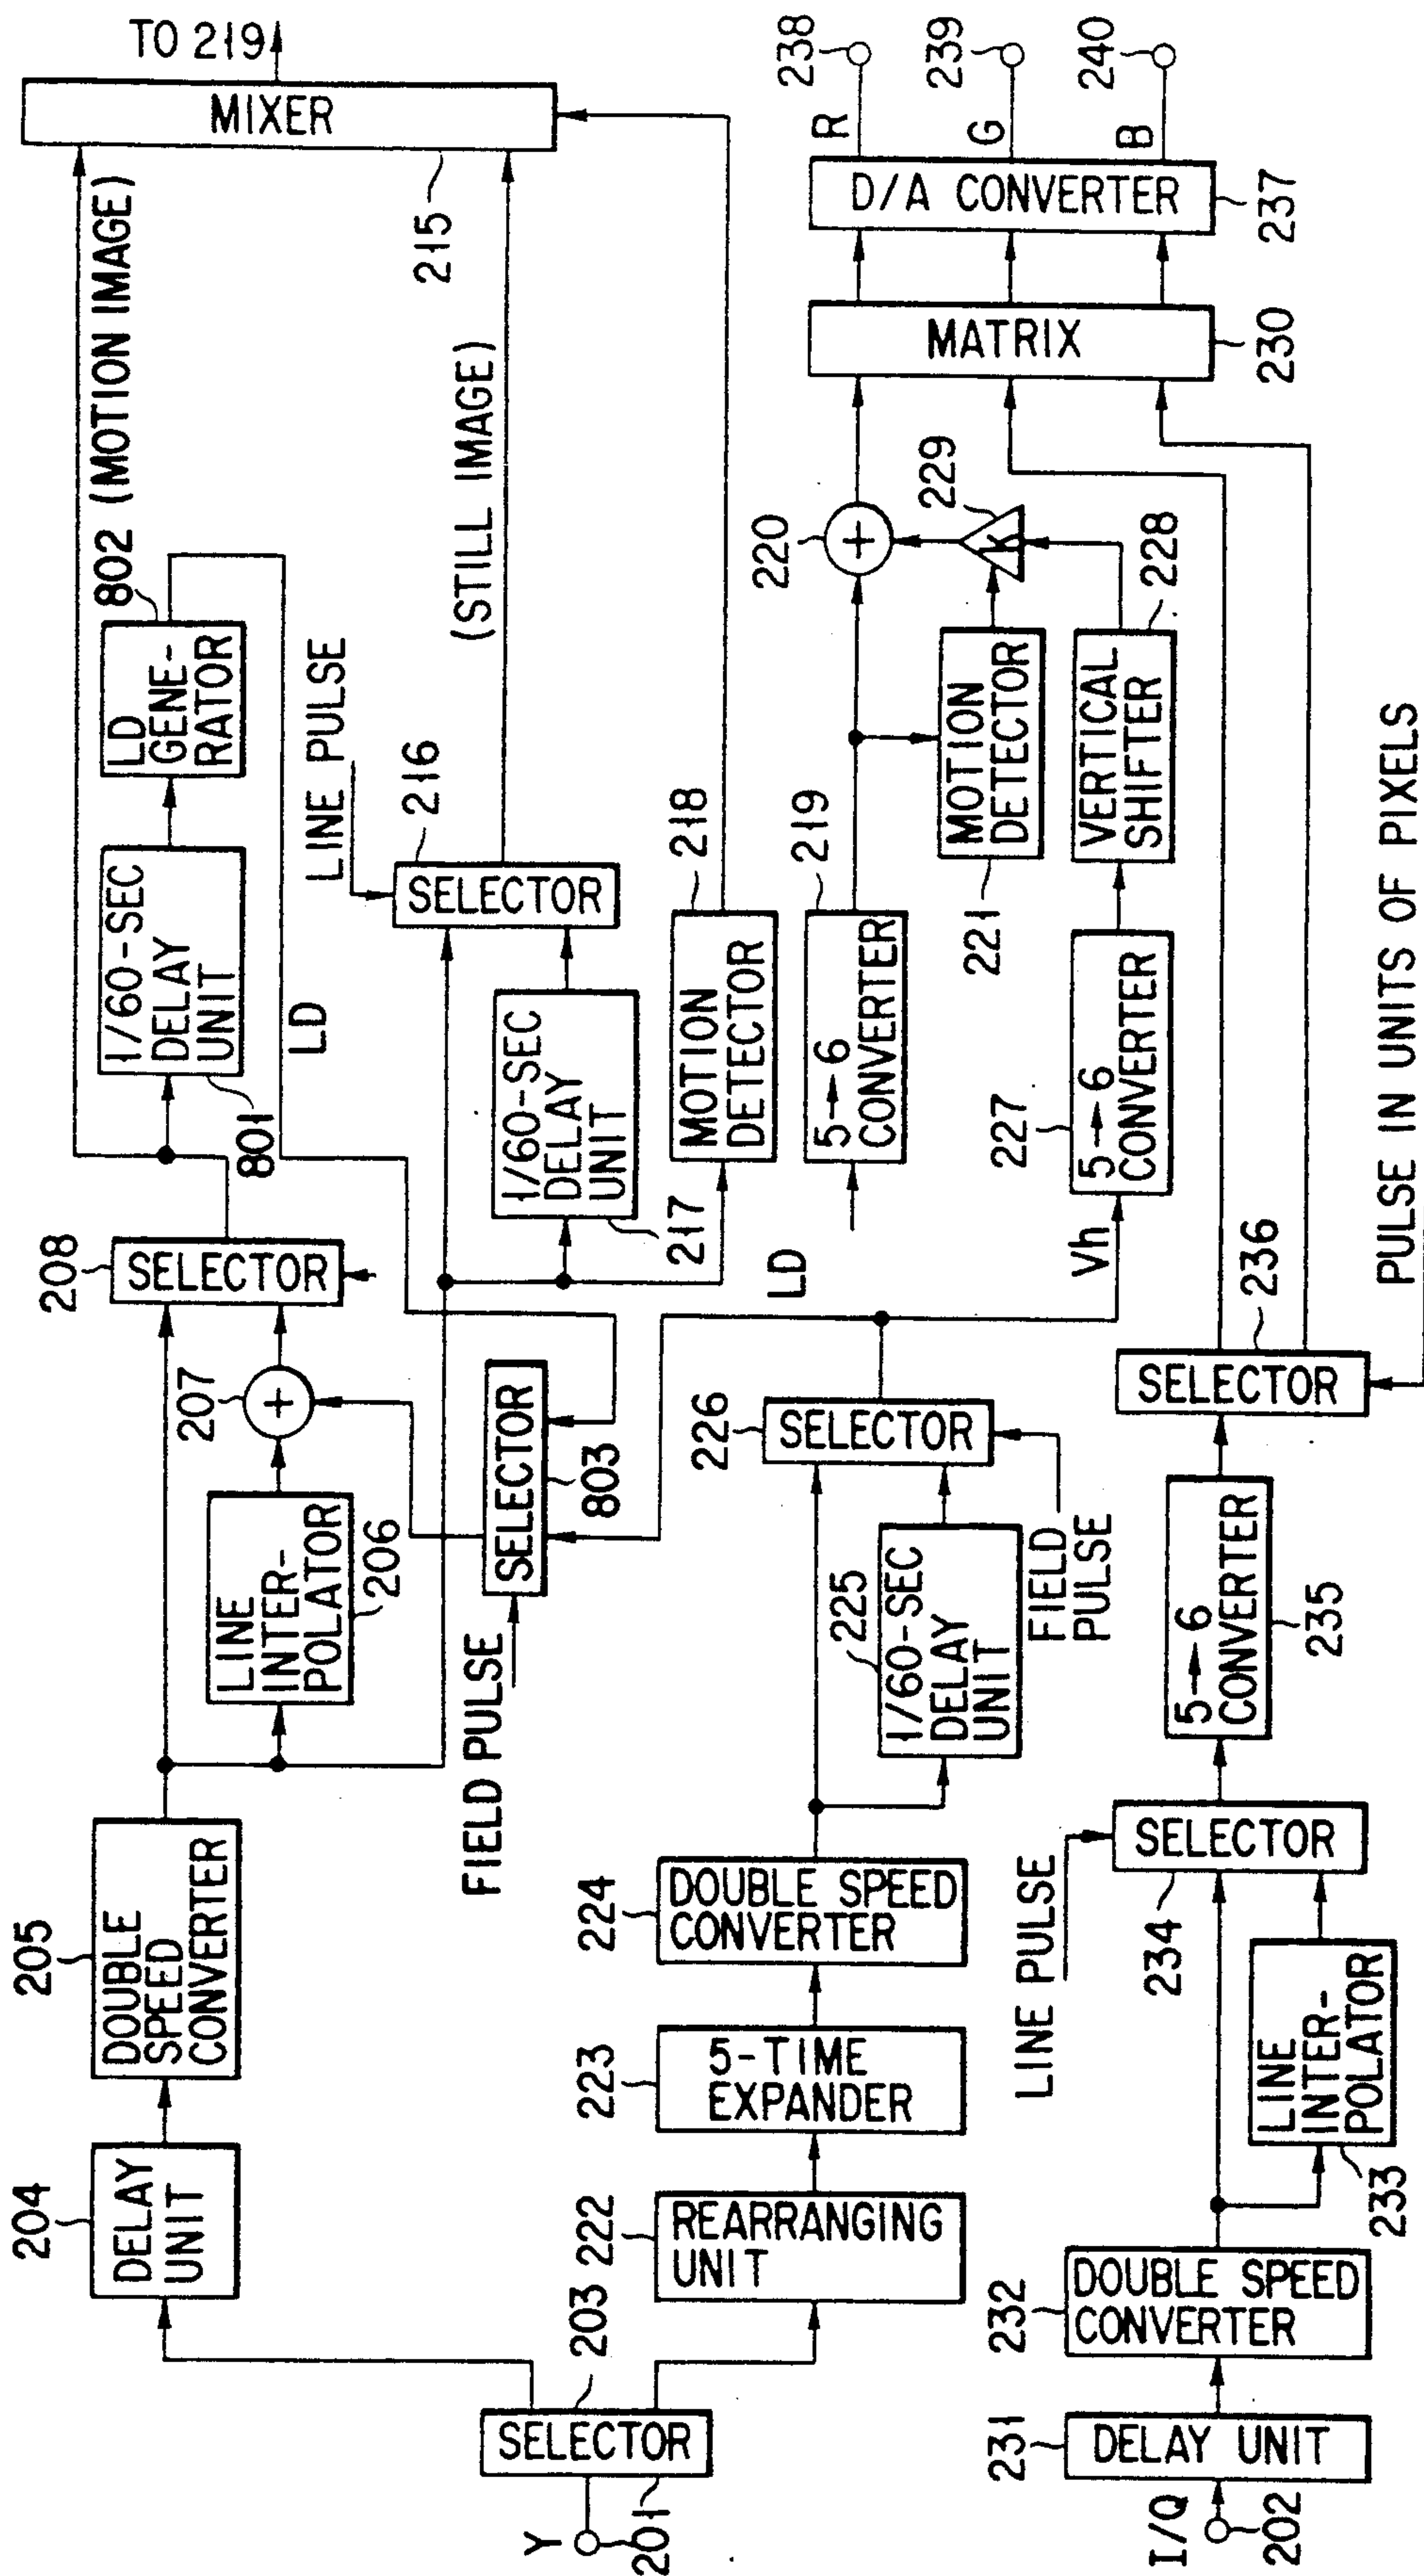 TO 219
MIXER
215
802 (MOTION IMAGE)
LD
GENE-
RATOR
1/60-SEC
DELAY
UNIT
801
LD
(STILL IMAGE)
LINE PULSE
216
SELECTOR
1/60-SEC
DELAY
UNIT
217
218
MOTION
DETECTOR
208
SELECTOR
207
LINE
INTER-
POLATOR
206
SELECTOR
803
FIELD PULSE
205
DOUBLE
SPEED
CONVERTER
204
DELAY
UNIT
Y
201
SELECTOR
203
222
REARRANGING
UNIT
223
5-TIME
EXPANDER
224
DOUBLE SPEED
CONVERTER
225
1/60-SEC
DELAY
UNIT
226
SELECTOR
FIELD
PULSE
LD
Vh
227
5→6
CONVERTER
219
5→6
CONVERTER
221
MOTION
DETECTOR
VERTICAL
SHIFTER
228
220
+
229
K
+
MATRIX
230
D/A CONVERTER
237
R
238
G
239
B
240
I/Q
202
231
DELAY UNIT
232
DOUBLE SPEED
CONVERTER
233
LINE
INTER-
POLATOR
LINE PULSE
234
SELECTOR
5→6
CONVERTER
235
SELECTOR
236
PULSE IN UNITS OF PIXELS